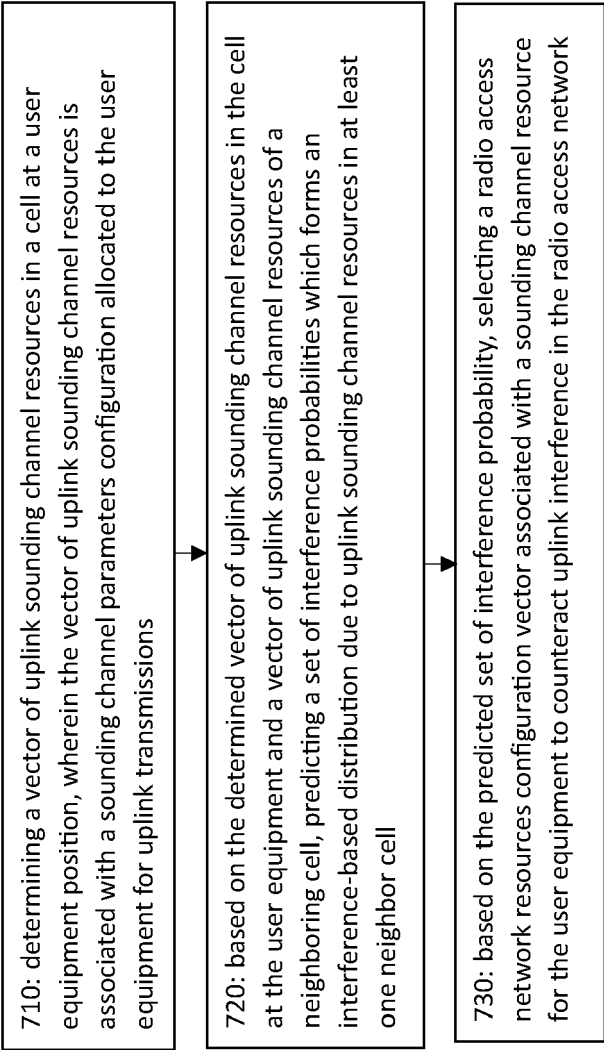 710: determining a vector of uplink sounding channel resources in a cell at a user
equipment position, wherein the vector of uplink sounding channel resources is
associated with a sounding channel parameters configuration allocated to the user
equipment for uplink transmissions
720: based on the determined vector of uplink sounding channel resources in the cell
at the user equipment and a vector of uplink sounding channel resources of a
neighboring cell, predicting a set of interference probabilities which forms an
interference-based distribution due to uplink sounding channel resources in at least
one neighbor cell
730: based on the predicted set of interference probability, selecting a radio access
network resources configuration vector associated with a sounding channel resource
for the user equipment to counteract uplink interference in the radio access network